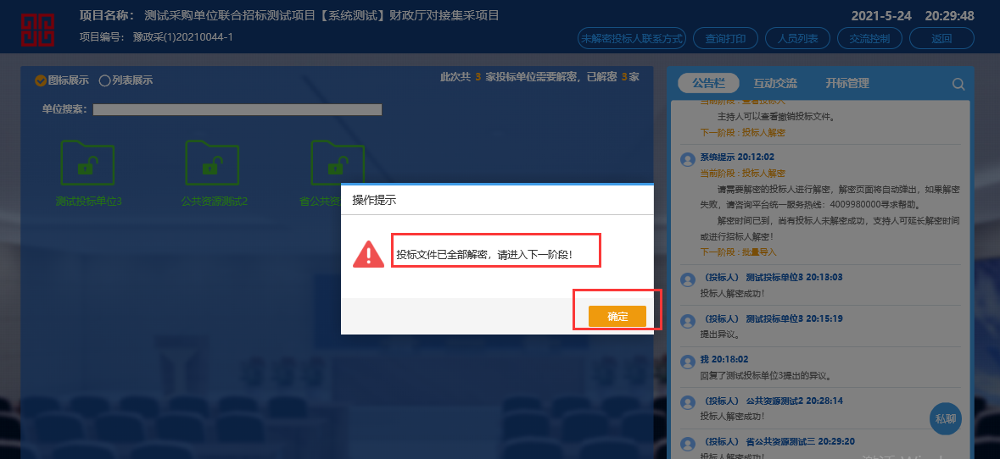 项目名称： 测试采购单位联合招标测试项目【系统测试】财政厅对接集采项目
2021-5-24 20:29:48
项目编号： 豫政采(1)20210044-1
未解密投标人联系方式 查询打印 人员列表 交流控制 返回
图标展示 列表展示
此次共 3 家投标单位需要解密，已解密 3 家
单位搜索：
测试投标单位3 公共资源测试2 省公共资
操作提示
投标文件已全部解密，请进入下一阶段！
确定
公告栏 互动交流 开标管理
当前阶段：查看投标人
主持人可以查看撤销投标文件。
下一阶段：投标人解密
系统提示 20:12:02
当前阶段：投标人解密
请需要解密的投标人进行解密，解密页面将自动弹出，如果解密
失败，请咨询平台统一服务热线：4009980000寻求帮助。
解密时间已到，尚有投标人未解密成功，支持人可延长解密时间
或进行招标人解密！
下一阶段：批量导入
（投标人） 测试投标单位3 20:13:03
投标人解密成功！
（投标人） 测试投标单位3 20:15:19
提出异议。
我 20:18:02
回复了测试投标单位3提出的异议。
（投标人） 公共资源测试2 20:28:14
投标人解密成功！
私聊
（投标人） 省公共资源测试三 20:29:20
投标人解密成功！